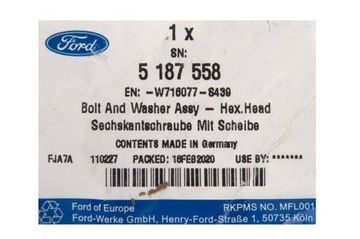 1 x
Ford
SN:
5 187 558
EN: -W716077-S439
Bolt And Washer Assy - Hex.Head
Sechskantschraube Mit Scheibe
CONTENTS MADE IN Germany
FJA7A 110227 PACKED: 18FEB2020 USE BY: *******
RKPMS NO. MFL001
Ford of Europe
Ford-Werke GmbH, Henry-Ford-Straße 1, 50735 Köln